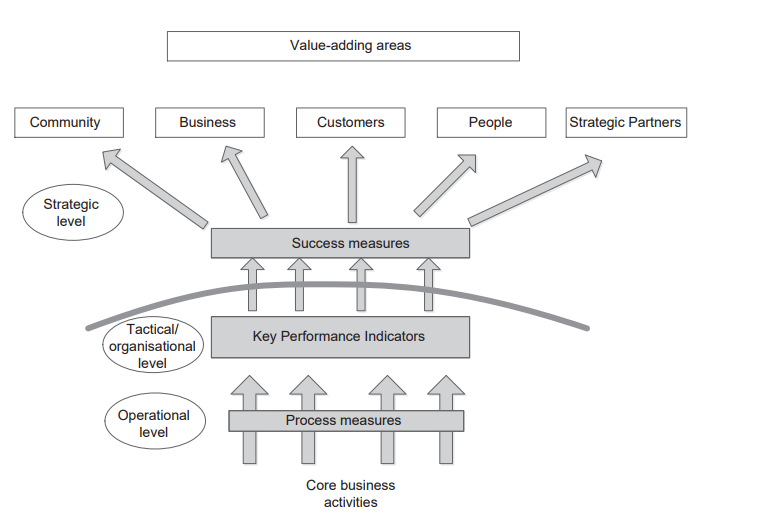 Value-adding areas
Community
Business
Customers
People
Strategic Partners
Strategic
level
Success measures
Tactical/
organisational
level
Key Performance Indicators
Operational
level
Process measures
Core business
activities